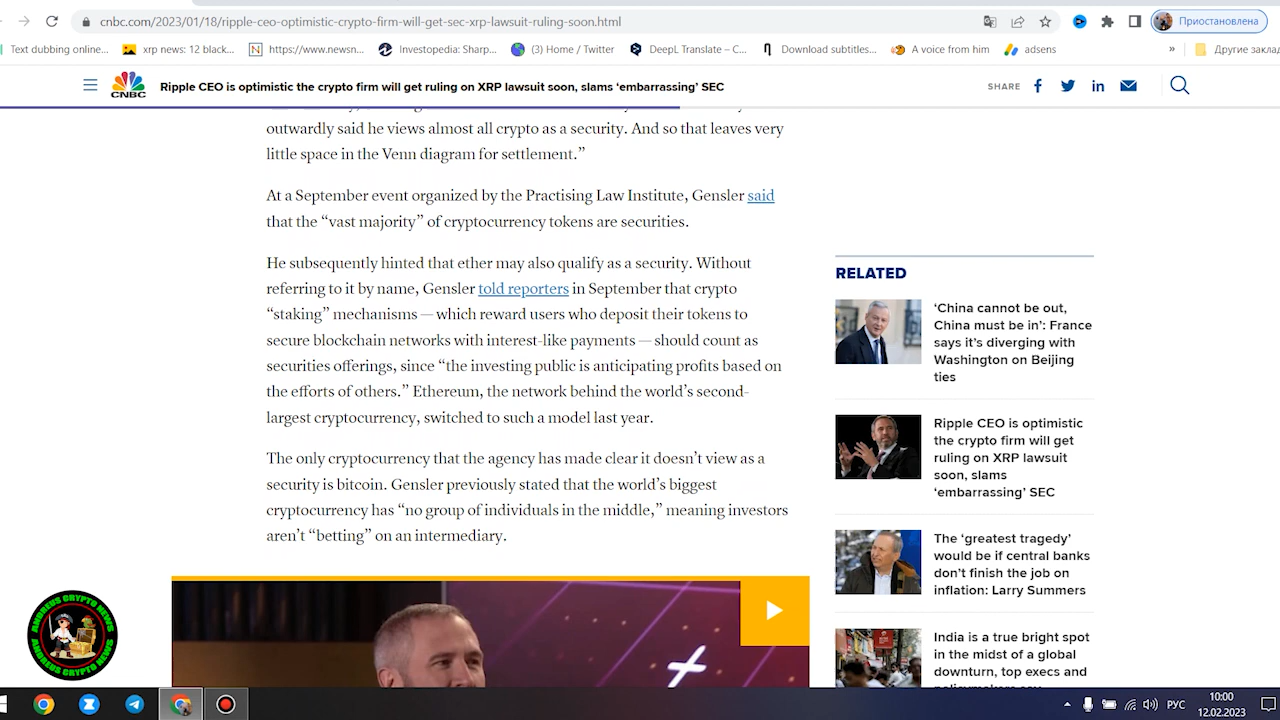 cnbc.com/2023/01/18/ripple-ceo-optimistic-crypto-firm-will-get-sec-xrp-lawsuit-ruling-soon.html
Приостановлена
Text dubbing online...
xrp news: 12 black...
https://www.newsn...
Investopedia: Sharp...
(3) Home / Twitter
DeepL Translate – C...
Download subtitles...
A voice from him
adsens
»
Другие заклa
CNBC
Ripple CEO is optimistic the crypto firm will get ruling on XRP lawsuit soon, slams ‘embarrassing’ SEC
SHARE
outwardly said he views almost all crypto as a security. And so that leaves very
little space in the Venn diagram for settlement.”
At a September event organized by the Practising Law Institute, Gensler said
that the “vast majority” of cryptocurrency tokens are securities.
He subsequently hinted that ether may also qualify as a security. Without
referring to it by name, Gensler told reporters in September that crypto
“staking” mechanisms — which reward users who deposit their tokens to
secure blockchain networks with interest-like payments — should count as
securities offerings, since “the investing public is anticipating profits based on
the efforts of others.” Ethereum, the network behind the world’s second-
largest cryptocurrency, switched to such a model last year.
The only cryptocurrency that the agency has made clear it doesn’t view as a
security is bitcoin. Gensler previously stated that the world’s biggest
cryptocurrency has “no group of individuals in the middle,” meaning investors
aren’t “betting” on an intermediary.
RELATED
‘China cannot be out,
China must be in’: France
says it’s diverging with
Washington on Beijing
ties
Ripple CEO is optimistic
the crypto firm will get
ruling on XRP lawsuit
soon, slams
‘embarrassing’ SEC
The ‘greatest tragedy’
would be if central banks
don’t finish the job on
inflation: Larry Summers
India is a true bright spot
in the midst of a global
downturn, top execs and
ANDREUS CRYPTO NEWS
ANDREUS CRYPTO NEWS
РУС
10:00
12.02.2023